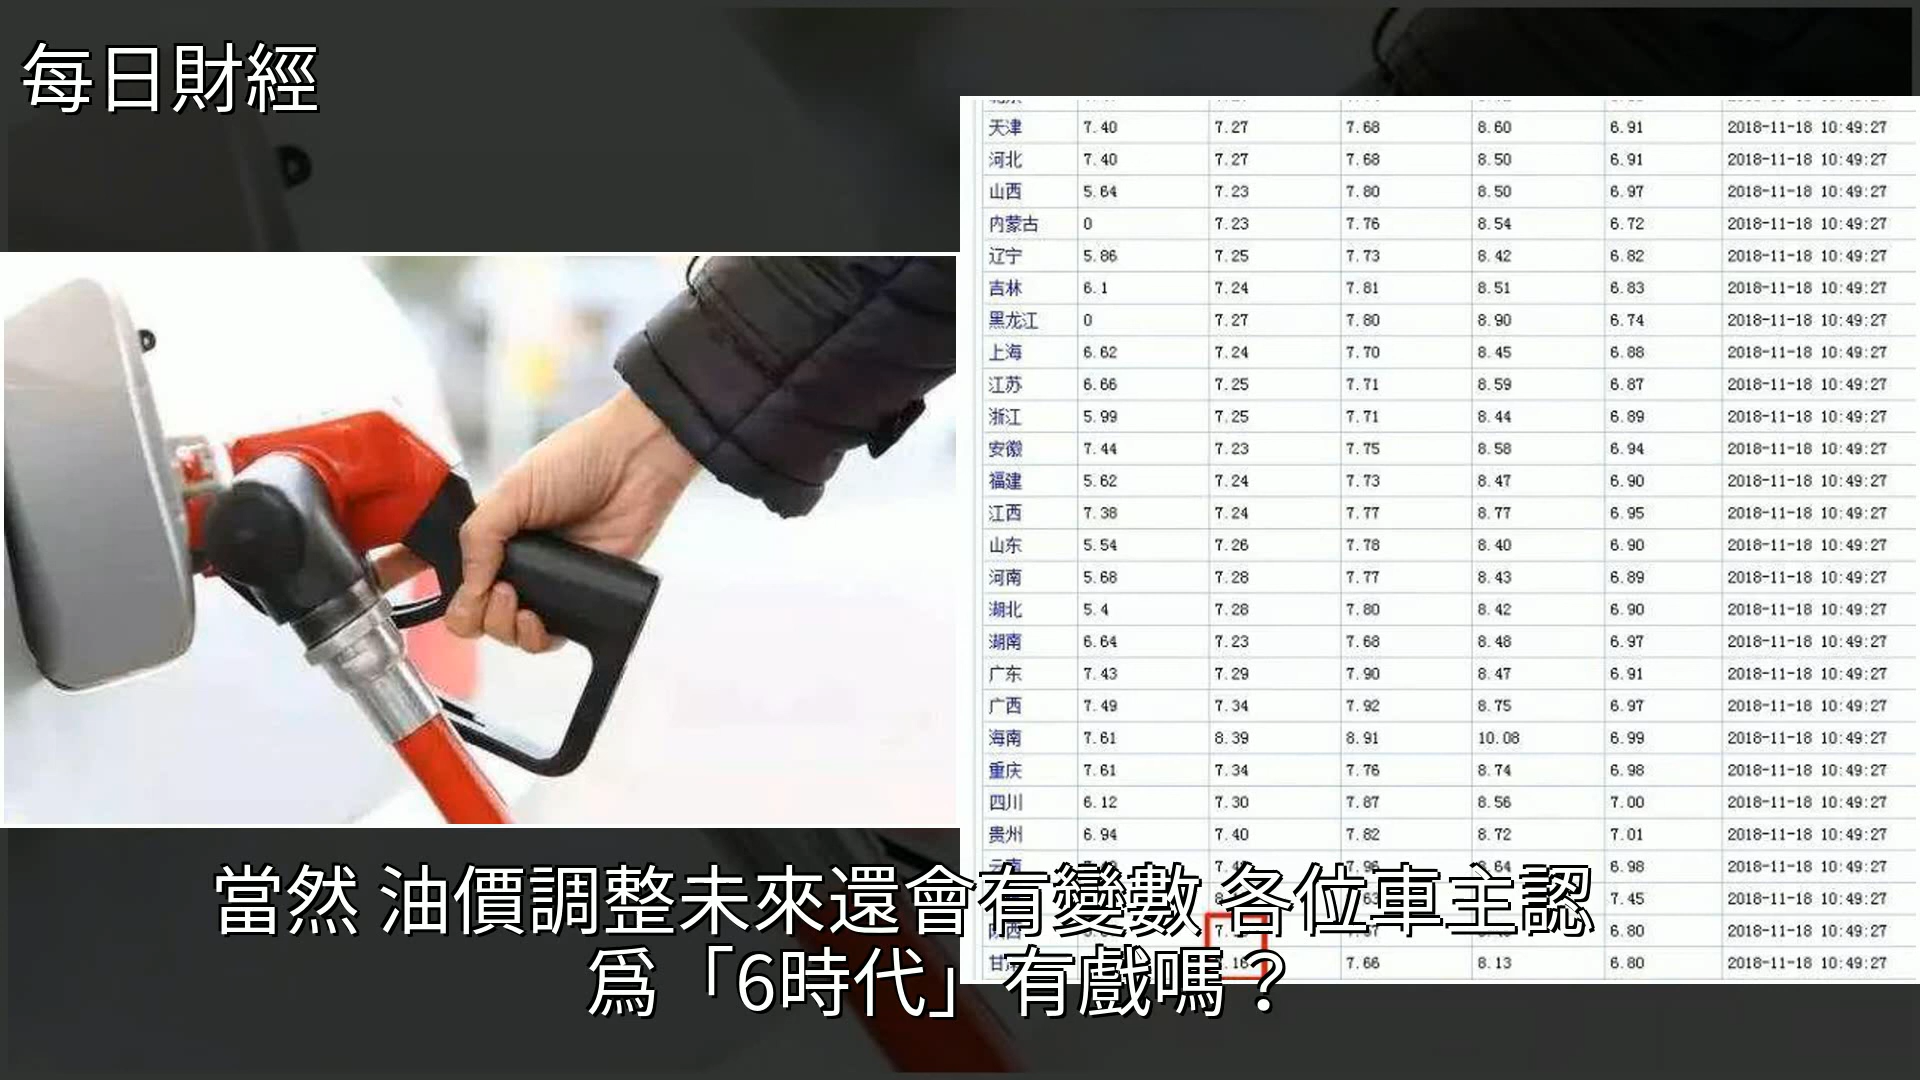 每日財經
天津 7.40 7.27 7.68 8.60 6.91 2018-11-18 10:49:27
河北 7.40 7.27 7.68 8.50 6.91 2018-11-18 10:49:27
山西 5.64 7.23 7.80 8.50 6.97 2018-11-18 10:49:27
内蒙古 0 7.23 7.76 8.54 6.72 2018-11-18 10:49:27
辽宁 5.86 7.25 7.73 8.42 6.82 2018-11-18 10:49:27
吉林 6.1 7.24 7.81 8.51 6.83 2018-11-18 10:49:27
黑龙江 0 7.27 7.80 8.90 6.74 2018-11-18 10:49:27
上海 6.62 7.24 7.70 8.45 6.88 2018-11-18 10:49:27
江苏 6.66 7.25 7.71 8.59 6.87 2018-11-18 10:49:27
浙江 5.99 7.25 7.71 8.44 6.89 2018-11-18 10:49:27
安徽 7.44 7.23 7.75 8.58 6.94 2018-11-18 10:49:27
福建 5.62 7.24 7.73 8.47 6.90 2018-11-18 10:49:27
江西 7.38 7.24 7.77 8.77 6.95 2018-11-18 10:49:27
山东 5.54 7.26 7.78 8.40 6.90 2018-11-18 10:49:27
河南 5.68 7.28 7.77 8.43 6.89 2018-11-18 10:49:27
湖北 5.4 7.28 7.80 8.42 6.90 2018-11-18 10:49:27
湖南 6.64 7.23 7.68 8.48 6.97 2018-11-18 10:49:27
广东 7.43 7.29 7.90 8.47 6.91 2018-11-18 10:49:27
广西 7.49 7.34 7.92 8.75 6.97 2018-11-18 10:49:27
海南 7.61 8.39 8.91 10.08 6.99 2018-11-18 10:49:27
重庆 7.61 7.34 7.76 8.74 6.98 2018-11-18 10:49:27
四川 6.12 7.30 7.87 8.56 7.00 2018-11-18 10:49:27
贵州 6.94 7.40 7.82 8.72 7.01 2018-11-18 10:49:27
云南 8.64 6.98 2018-11-18 10:49:27
7.45 2018-11-18 10:49:27
陕西 6.80 2018-11-18 10:49:27
7.66 8.13 6.80 2018-11-18 10:49:27
當然 油價調整未來還會有變數 各位車主認
爲「6時代」有戲嗎？